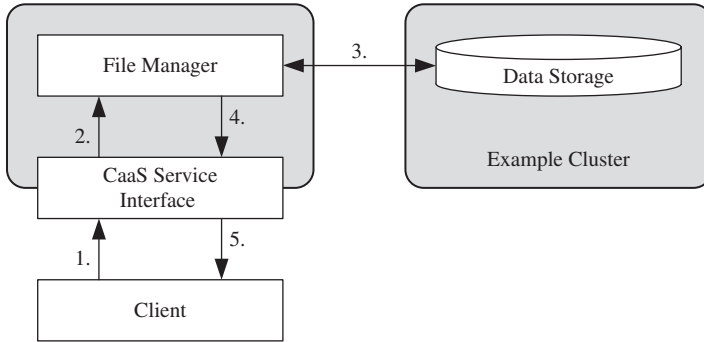 File Manager
3.
Data Storage
2.
4.
Example Cluster
CaaS Service
Interface
1.
5.
Client